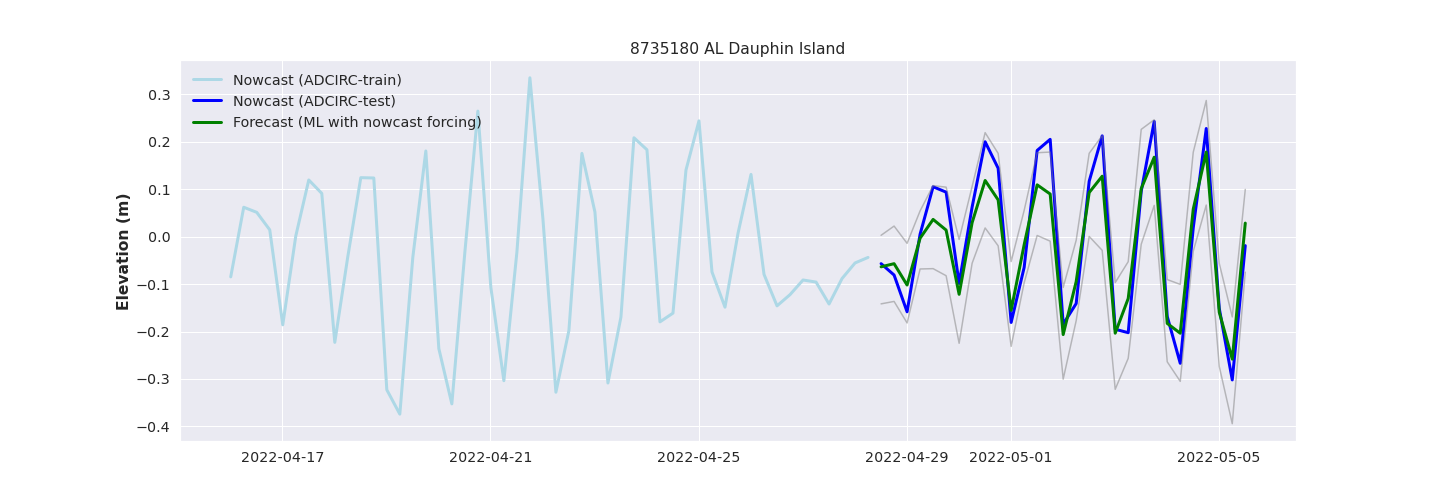 8735180 AL Dauphin Island
Nowcast (ADCIRC-train)
Nowcast (ADCIRC-test)
Forecast (ML with nowcast forcing)
Elevation (m)
0.3
0.2
0.1
0.0
−0.1
−0.2
−0.3
−0.4
2022-04-17
2022-04-21
2022-04-25
2022-04-29
2022-05-01
2022-05-05